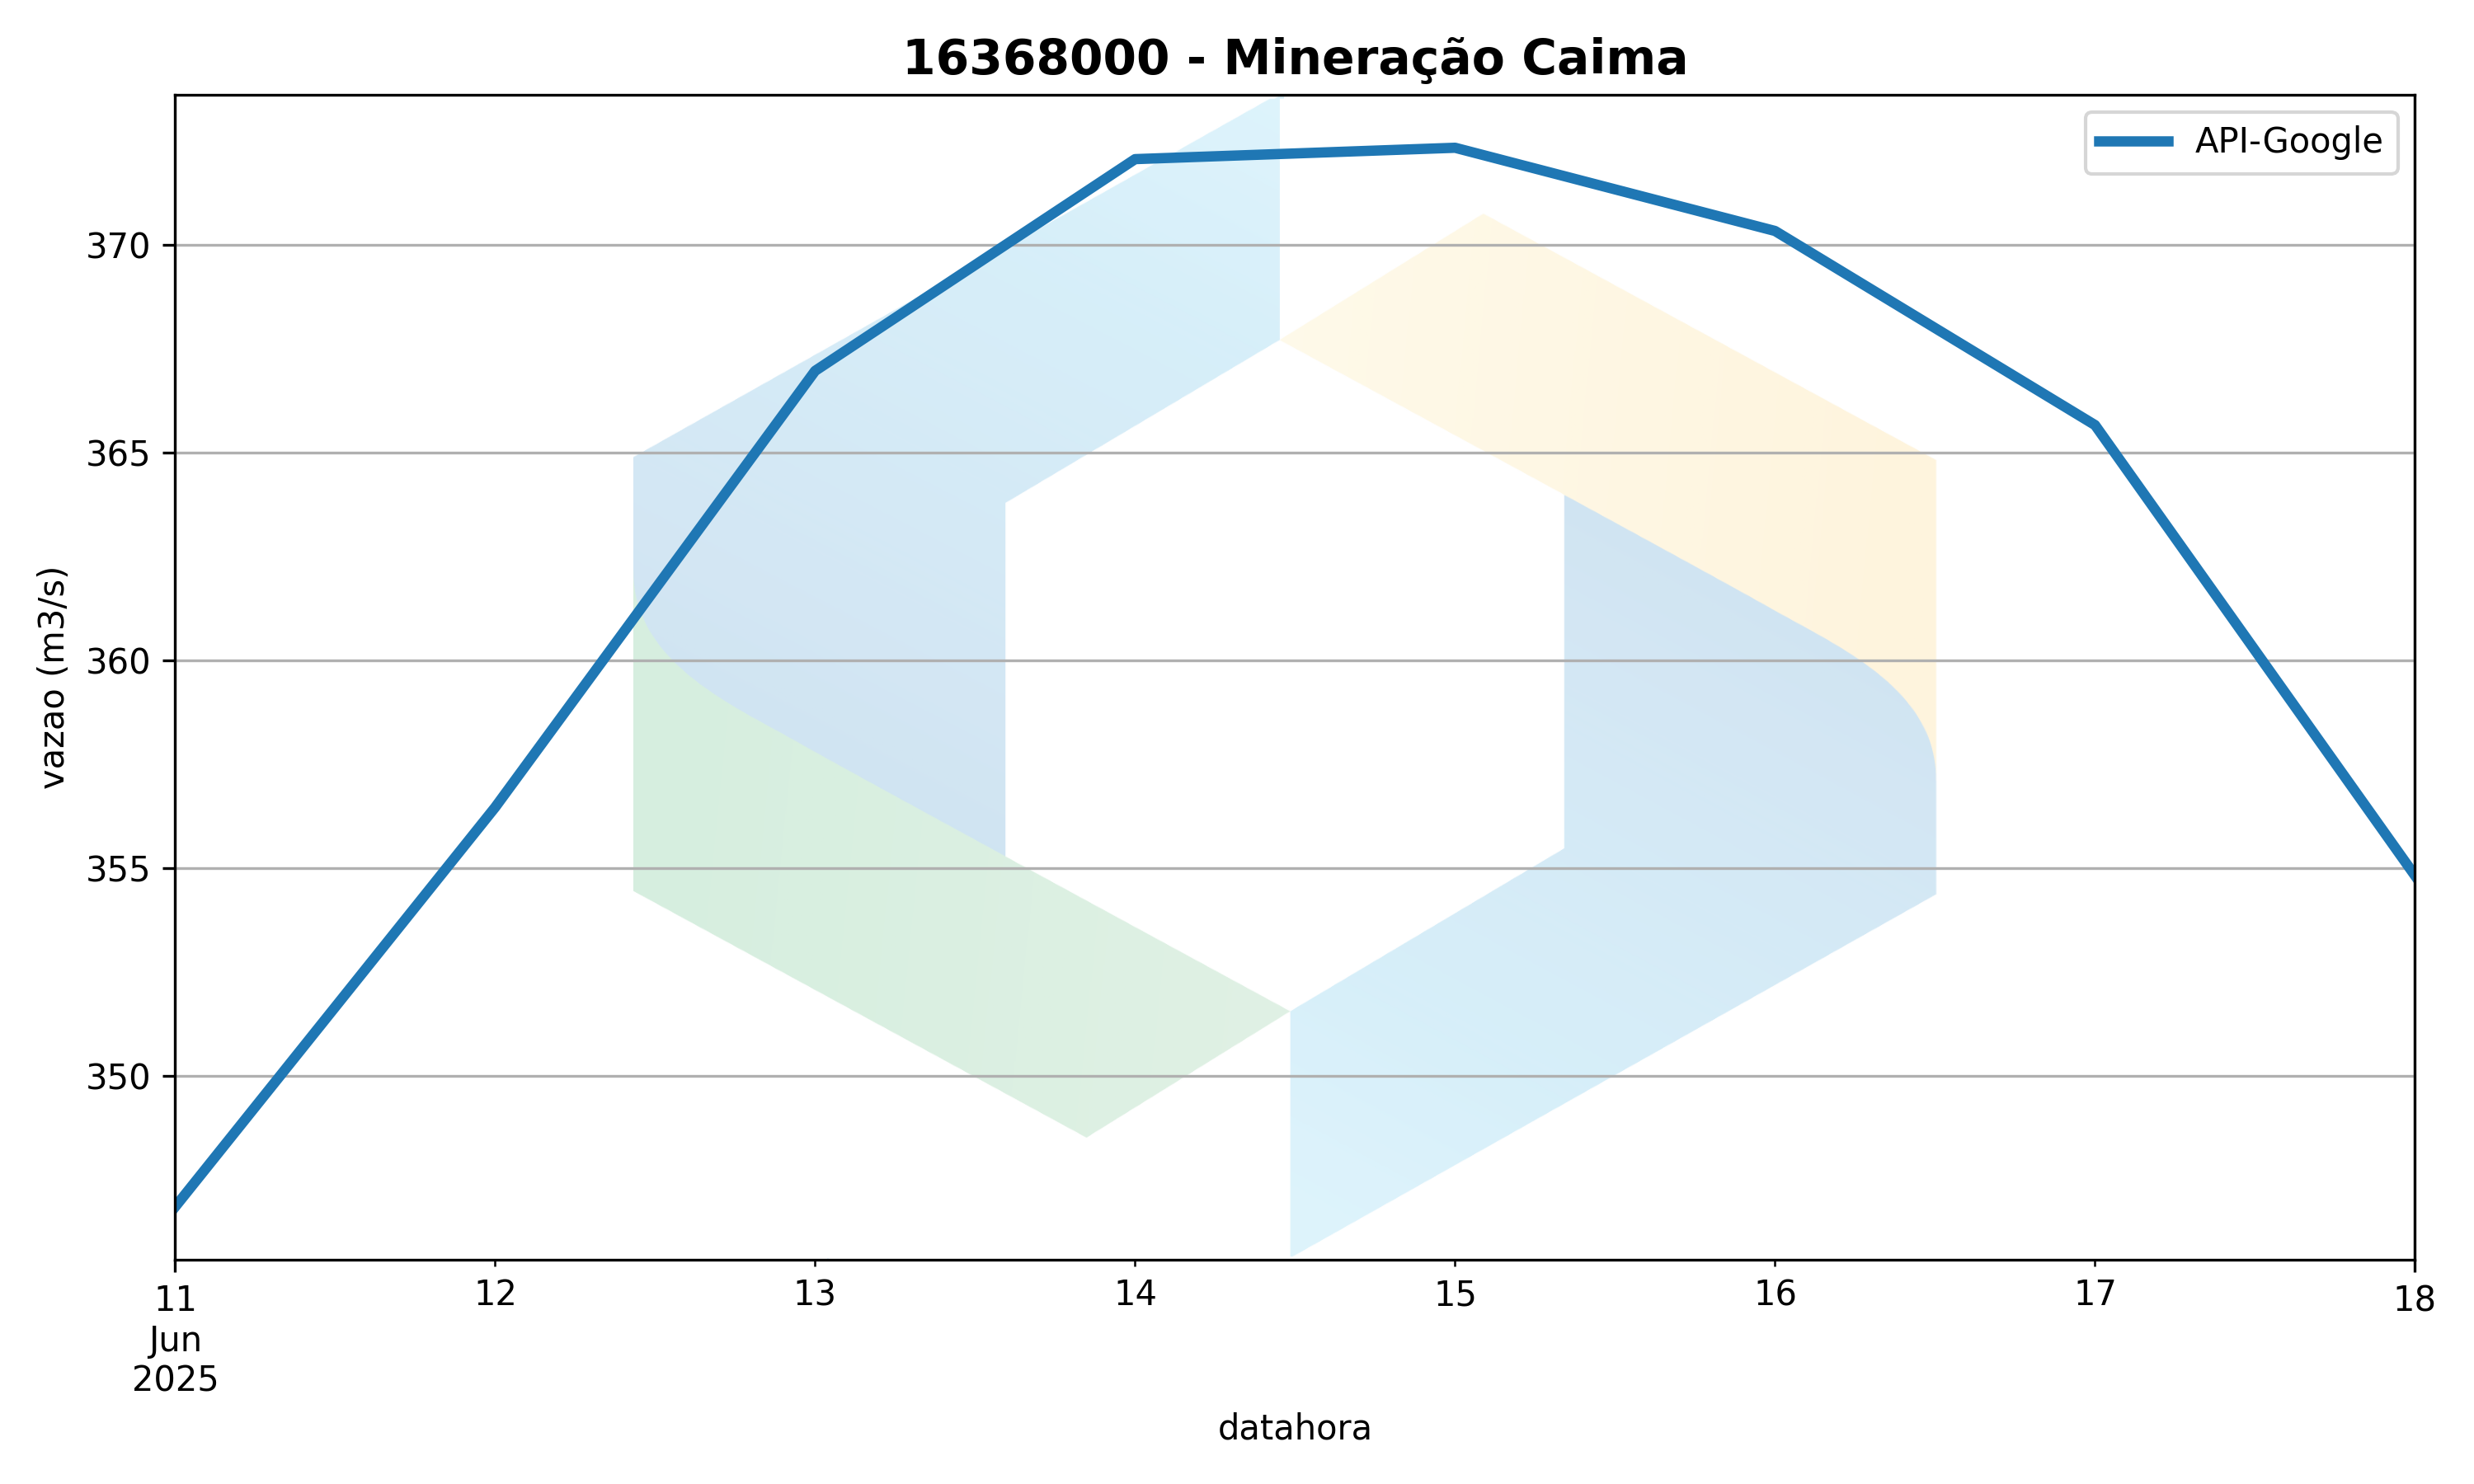 16368000 - Mineração Caima
API-Google
vazao (m3/s)
370
365
360
355
350
11 12 13 14 15 16 17 18
Jun
2025
datahora